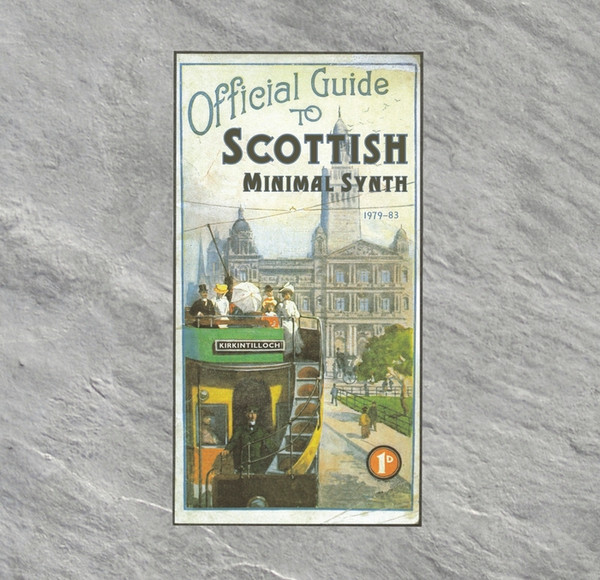 Official Guide
TO
SCOTTISH
MINIMAL SYNTH
1979-83
KIRKINTILLOCH
1D